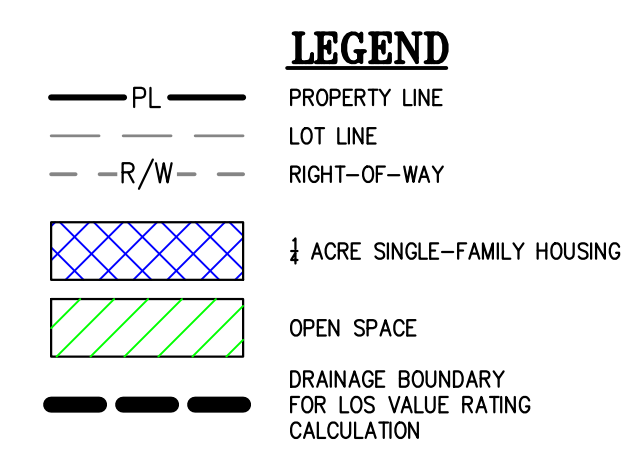 LEGEND
PL PROPERTY LINE
LOT LINE
R/W RIGHT-OF-WAY
1/4 ACRE SINGLE-FAMILY HOUSING
OPEN SPACE
DRAINAGE BOUNDARY
FOR LOS VALUE RATING
CALCULATION